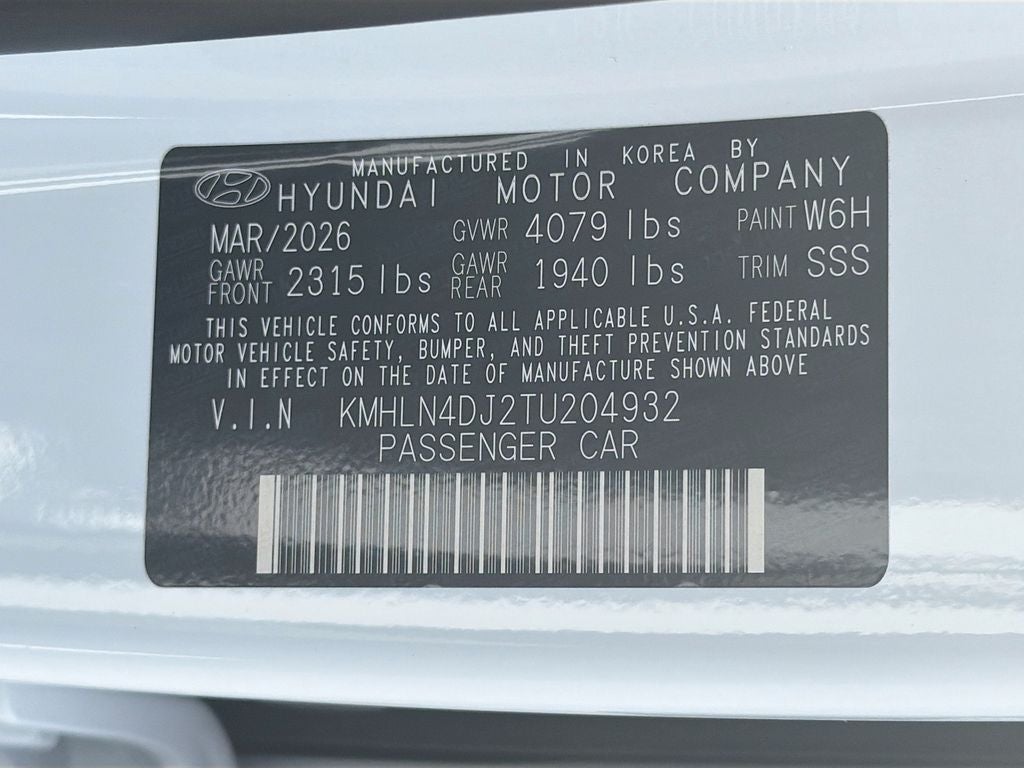 MANUFACTURED IN KOREA BY
HYUNDAI MOTOR COMPANY
MAR/2026 GVWR 4079 lbs PAINT W6H
GAWR FRONT 2315 lbs GAWR REAR 1940 lbs TRIM SSS
THIS VEHICLE CONFORMS TO ALL APPLICABLE U.S.A. FEDERAL
MOTOR VEHICLE SAFETY, BUMPER, AND THEFT PREVENTION STANDARDS
IN EFFECT ON THE DATE OF MANUFACTURE SHOWN ABOVE
V.I.N KMHLN4DJ2TU204932
PASSENGER CAR